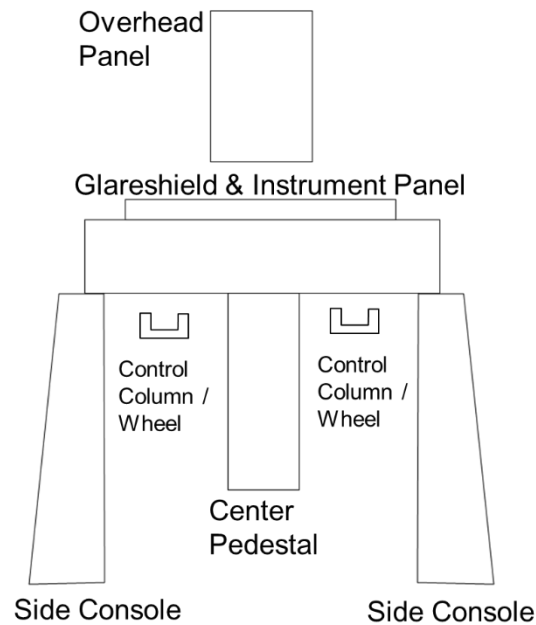 Overhead
Panel
Glareshield & Instrument Panel
Control
Column /
Wheel
Control
Column /
Wheel
Center
Pedestal
Side Console
Side Console